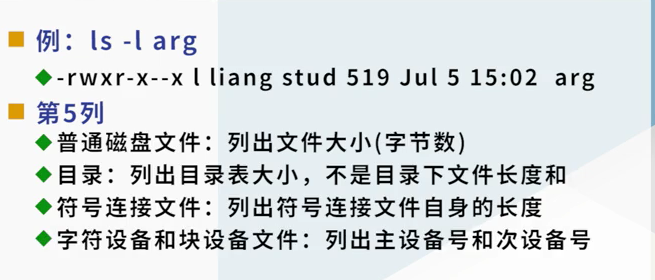 例：ls -l arg
-rwxr-x--x l liang stud 519 Jul 5 15:02 arg
第5列
普通磁盘文件：列出文件大小(字节数)
目录：列出目录表大小，不是目录下文件长度和
符号连接文件：列出符号连接文件自身的长度
字符设备和块设备文件：列出主设备号和次设备号